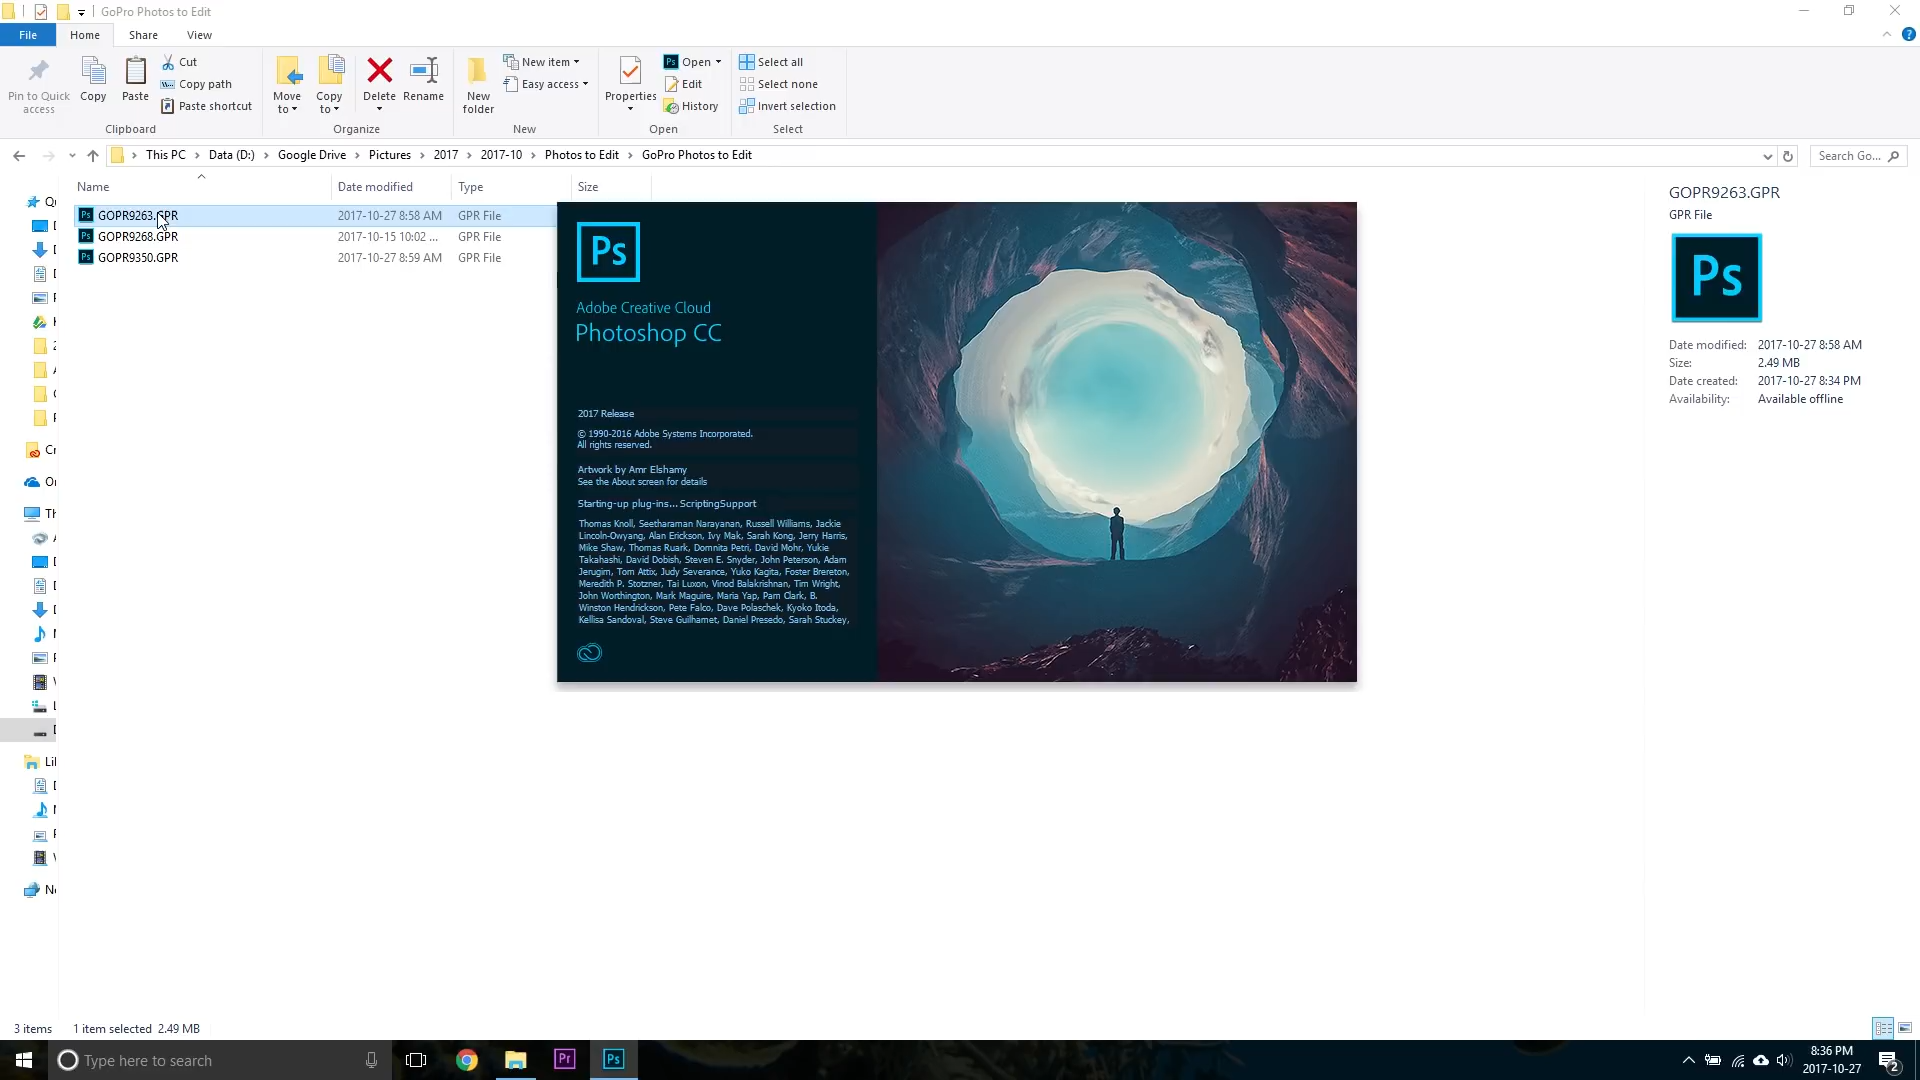 GoPro Photos to Edit
File Home Share View
Pin to Quick access
Copy
Paste
Cut
Copy path
Paste shortcut
Clipboard
Move to
Copy to
Delete
Rename
Organize
New folder
New item
Easy access
New
Properties
Ps Open
Edit
History
Open
Select all
Select none
Invert selection
Select
This PC > Data (D:) > Google Drive > Pictures > 2017 > 2017-10 > Photos to Edit > GoPro Photos to Edit
Search Go...
Name Date modified Type Size
Ps GOPR9263.GPR 2017-10-27 8:58 AM GPR File
Ps GOPR9268.GPR 2017-10-15 10:02 ... GPR File
Ps GOPR9350.GPR 2017-10-27 8:59 AM GPR File
Ps
Adobe Creative Cloud
Photoshop CC
2017 Release
© 1990-2016 Adobe Systems Incorporated.
All rights reserved.
Artwork by Amr Elshamy
See the About screen for details
Starting-up plug-ins... ScriptingSupport
Thomas Knoll, Seetharaman Narayanan, Russell Williams, Jackie
Lincoln-Owyang, Alan Erickson, Ivy Mak, Sarah Kong, Jerry Harris,
Mike Shaw, Thomas Ruark, Domnita Petri, David Mohr, Yukie
Takahashi, David Dobish, Steven E. Snyder, John Peterson, Adam
Jerugim, Tom Attix, Judy Severance, Yuko Kagita, Foster Brereton,
Meredith P. Stotzner, Tai Luxon, Vinod Balakrishnan, Tim Wright,
John Worthington, Mark Maguire, Maria Yap, Pam Clark, B.
Winston Hendrickson, Pete Falco, Dave Polaschek, Kyoko Itoda,
Kellisa Sandoval, Steve Guilhamet, Daniel Presedo, Sarah Stuckey,
GOPR9263.GPR
GPR File
Ps
Date modified: 2017-10-27 8:58 AM
Size: 2.49 MB
Date created: 2017-10-27 8:34 PM
Availability: Available offline
3 items 1 item selected 2.49 MB
Type here to search
Pr
Ps
8:36 PM
2017-10-27
2